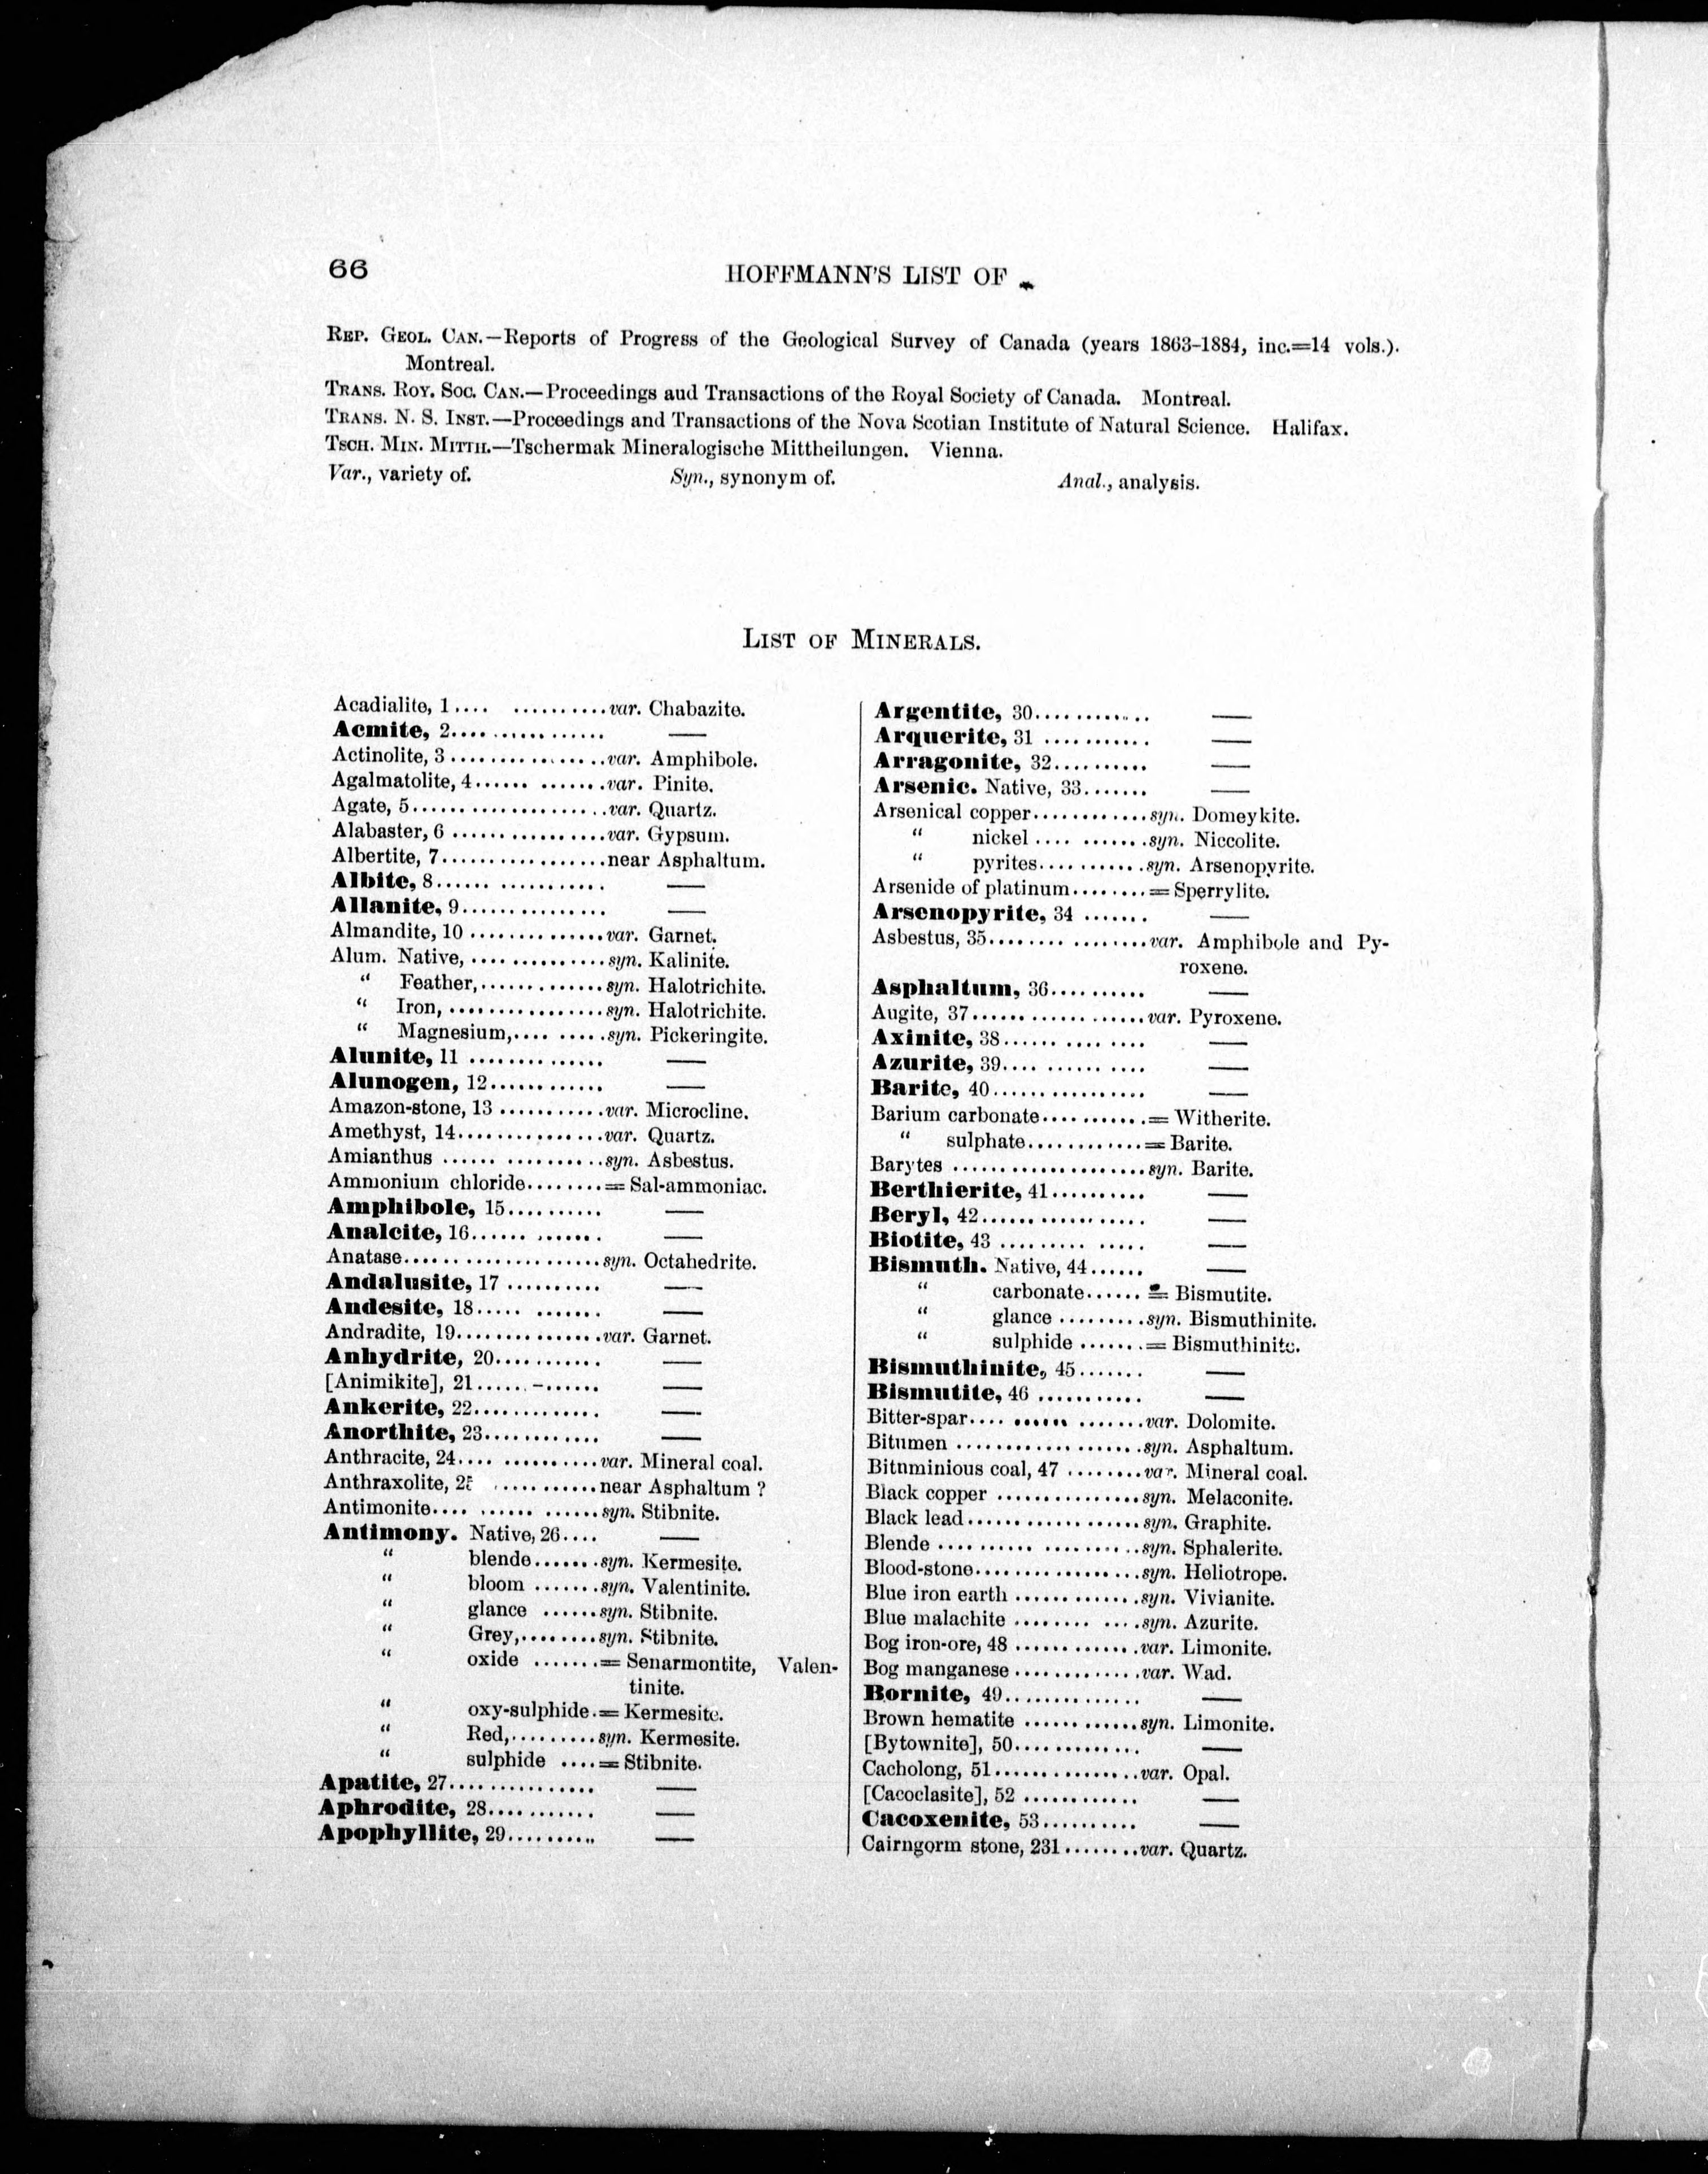 66
HOFFMANN'S LIST OF
REP. GEOL. CAN.—Reports of Progress of the Geological Survey of Canada (years 1863-1884, inc.=14 vols.).
Montreal.
TRANS. ROY. SOC. CAN.—Proceedings aud Transactions of the Royal Society of Canada. Montreal.
TRANS. N. S. INST.—Proceedings and Transactions of the Nova Scotian Institute of Natural Science. Halifax.
TSCH. MIN. MITTH.—Tschermak Mineralogische Mittheilungen. Vienna.
Var., variety of. Syn., synonym of. Anal., analysis.
LIST OF MINERALS.
Acadialite, 1.... ...........var. Chabazite.
Acmite, 2................ —
Actinolite, 3................var. Amphibole.
Agalmatolite, 4...... .......var. Pinite.
Agate, 5....................var. Quartz.
Alabaster, 6................var. Gypsum.
Albertite, 7.................near Asphaltum.
Albite, 8...... ........... —
Allanite, 9............... —
Almandite, 10..............var. Garnet.
Alum. Native,..............syn. Kalinite.
“ Feather,.............syn. Halotrichite.
“ Iron,................syn. Halotrichite.
“ Magnesium,.... .....syn. Pickeringite.
Alunite, 11.............. —
Alunogen, 12............ —
Amazon-stone, 13...........var. Microcline.
Amethyst, 14...............var. Quartz.
Amianthus ...... ..........syn. Asbestus.
Ammonium chloride........= Sal-ammoniac.
Amphibole, 15.......... —
Analcite, 16...... ....... —
Anatase....................syn. Octahedrite.
Andalusite, 17.......... —
Andesite, 18..... ....... —
Andradite, 19...............var. Garnet.
Anhydrite, 20........... —
[Animikite], 21......-...... —
Ankerite, 22............. —
Anorthite, 23............ —
Anthracite, 24.... ...........var. Mineral coal.
Anthraxolite, 25 ...........near Asphaltum ?
Antimonite.... ...... ......syn. Stibnite.
Antimony. Native, 26.... —
“ blende.......syn. Kermesite.
“ bloom .......syn. Valentinite.
“ glance ......syn. Stibnite.
“ Grey,........syn. Stibnite.
“ oxide .......= Senarmontite, Valen-
tinite.
“ oxy-sulphide.= Kermesite.
“ Red,.........syn. Kermesite.
“ sulphide ....= Stibnite.
Apatite, 27............... —
Aphrodite, 28........... —
Apophyllite, 29.......... —
Argentite, 30............ —
Arquerite, 31 ........... —
Arragonite, 32.......... —
Arsenic. Native, 33....... —
Arsenical copper............syn. Domeykite.
“ nickel .... .......syn. Niccolite.
“ pyrites...........syn. Arsenopyrite.
Arsenide of platinum........= Sperrylite.
Arsenopyrite, 34 ....... —
Asbestus, 35........ ........var. Amphibole and Py-
roxene.
Asphaltum, 36.......... —
Augite, 37..................var. Pyroxene.
Axinite, 38...... .... .... —
Azurite, 39.... ...... .... —
Barite, 40................ —
Barium carbonate...........= Witherite.
“ sulphate............= Barite.
Barytes ....................syn. Barite.
Berthierite, 41.......... —
Beryl, 42................. —
Biotite, 43 ......... ..... —
Bismuth. Native, 44...... —
“ carbonate...... = Bismutite.
“ glance .........syn. Bismuthinite.
“ sulphide .......= Bismuthinite.
Bismuthinite, 45....... —
Bismutite, 46 ........... —
Bitter-spar.... ...... .......var. Dolomite.
Bitumen ...................syn. Asphaltum.
Bitnminious coal, 47 ........var. Mineral coal.
Black copper ...............syn. Melaconite.
Black lead..................syn. Graphite.
Blende .......... ..........syn. Sphalerite.
Blood-stone.................syn. Heliotrope.
Blue iron earth .............syn. Vivianite.
Blue malachite ........ ....syn. Azurite.
Bog iron-ore, 48 .............var. Limonite.
Bog manganese .............var. Wad.
Bornite, 49.............. —
Brown hematite ............syn. Limonite.
[Bytownite], 50............. —
Cacholong, 51...............var. Opal.
[Cacoclasite], 52 ............ —
Cacoxenite, 53.......... —
Cairngorm stone, 231........var. Quartz.